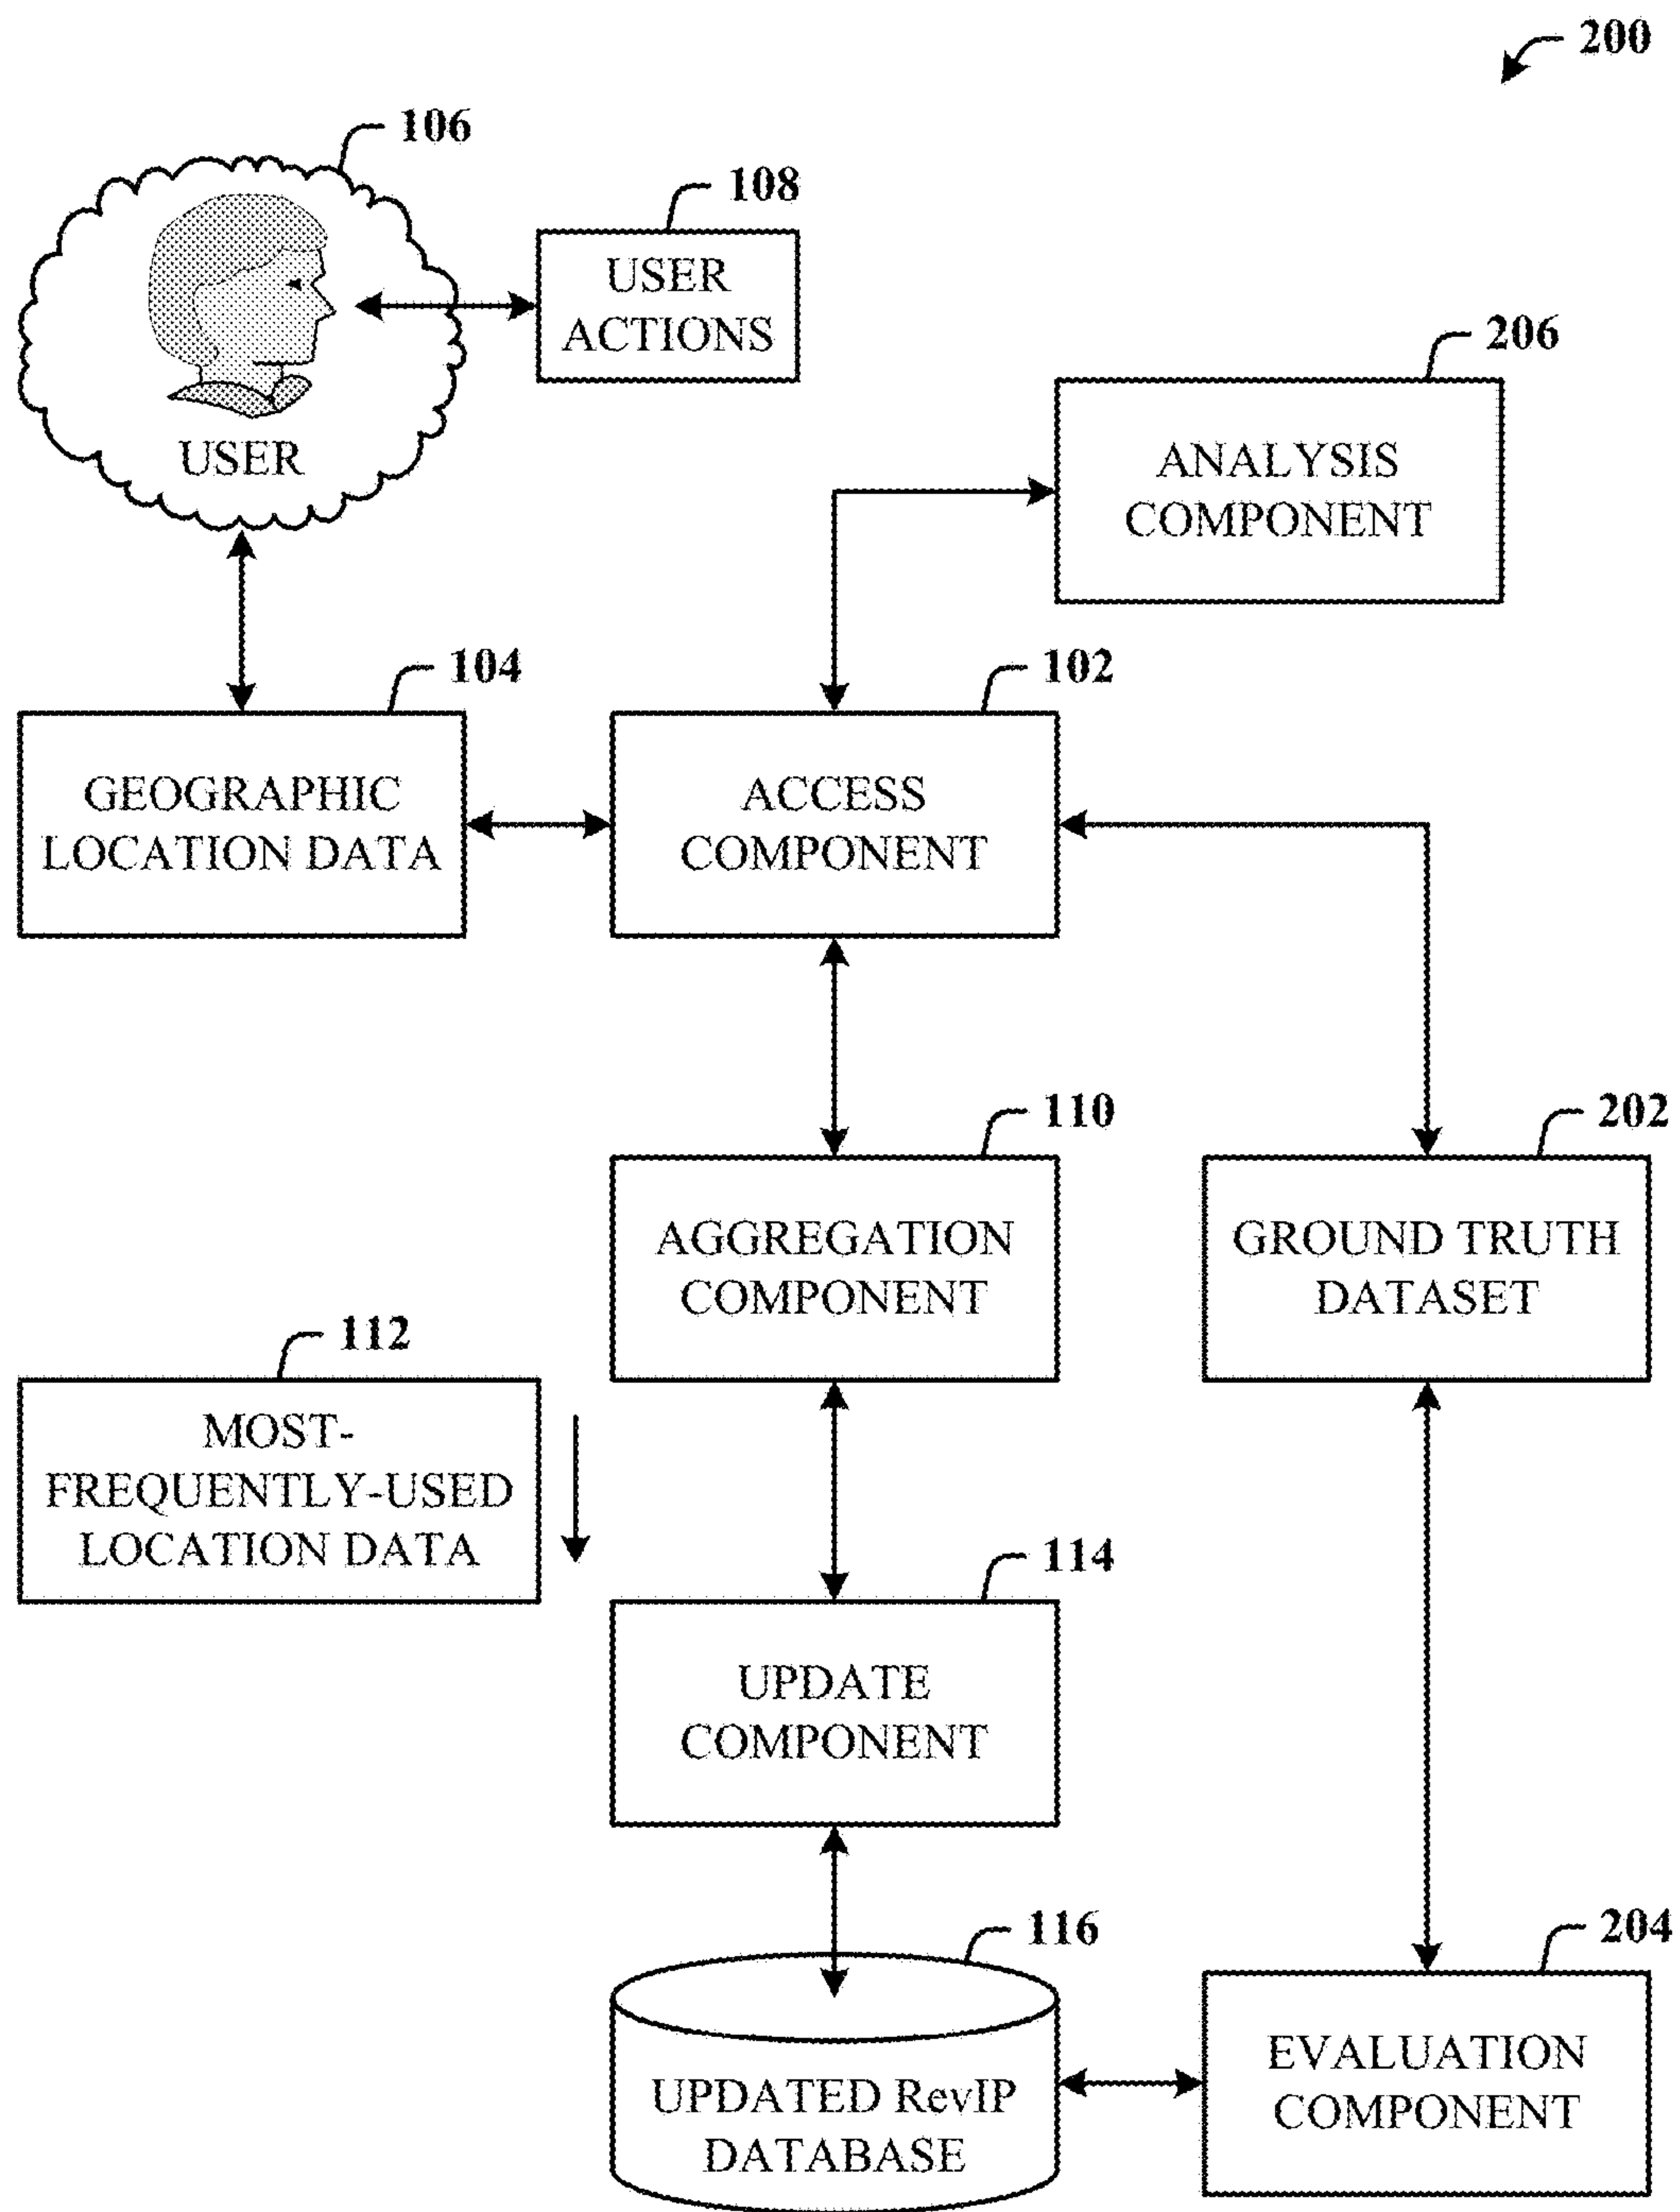 200
106
108
USER
ACTIONS
USER
206
ANALYSIS
COMPONENT
104
GEOGRAPHIC
LOCATION DATA
102
ACCESS
COMPONENT
110
AGGREGATION
COMPONENT
202
GROUND TRUTH
DATASET
112
MOST-
FREQUENTLY-USED
LOCATION DATA
114
UPDATE
COMPONENT
116
UPDATED RevIP
DATABASE
204
EVALUATION
COMPONENT